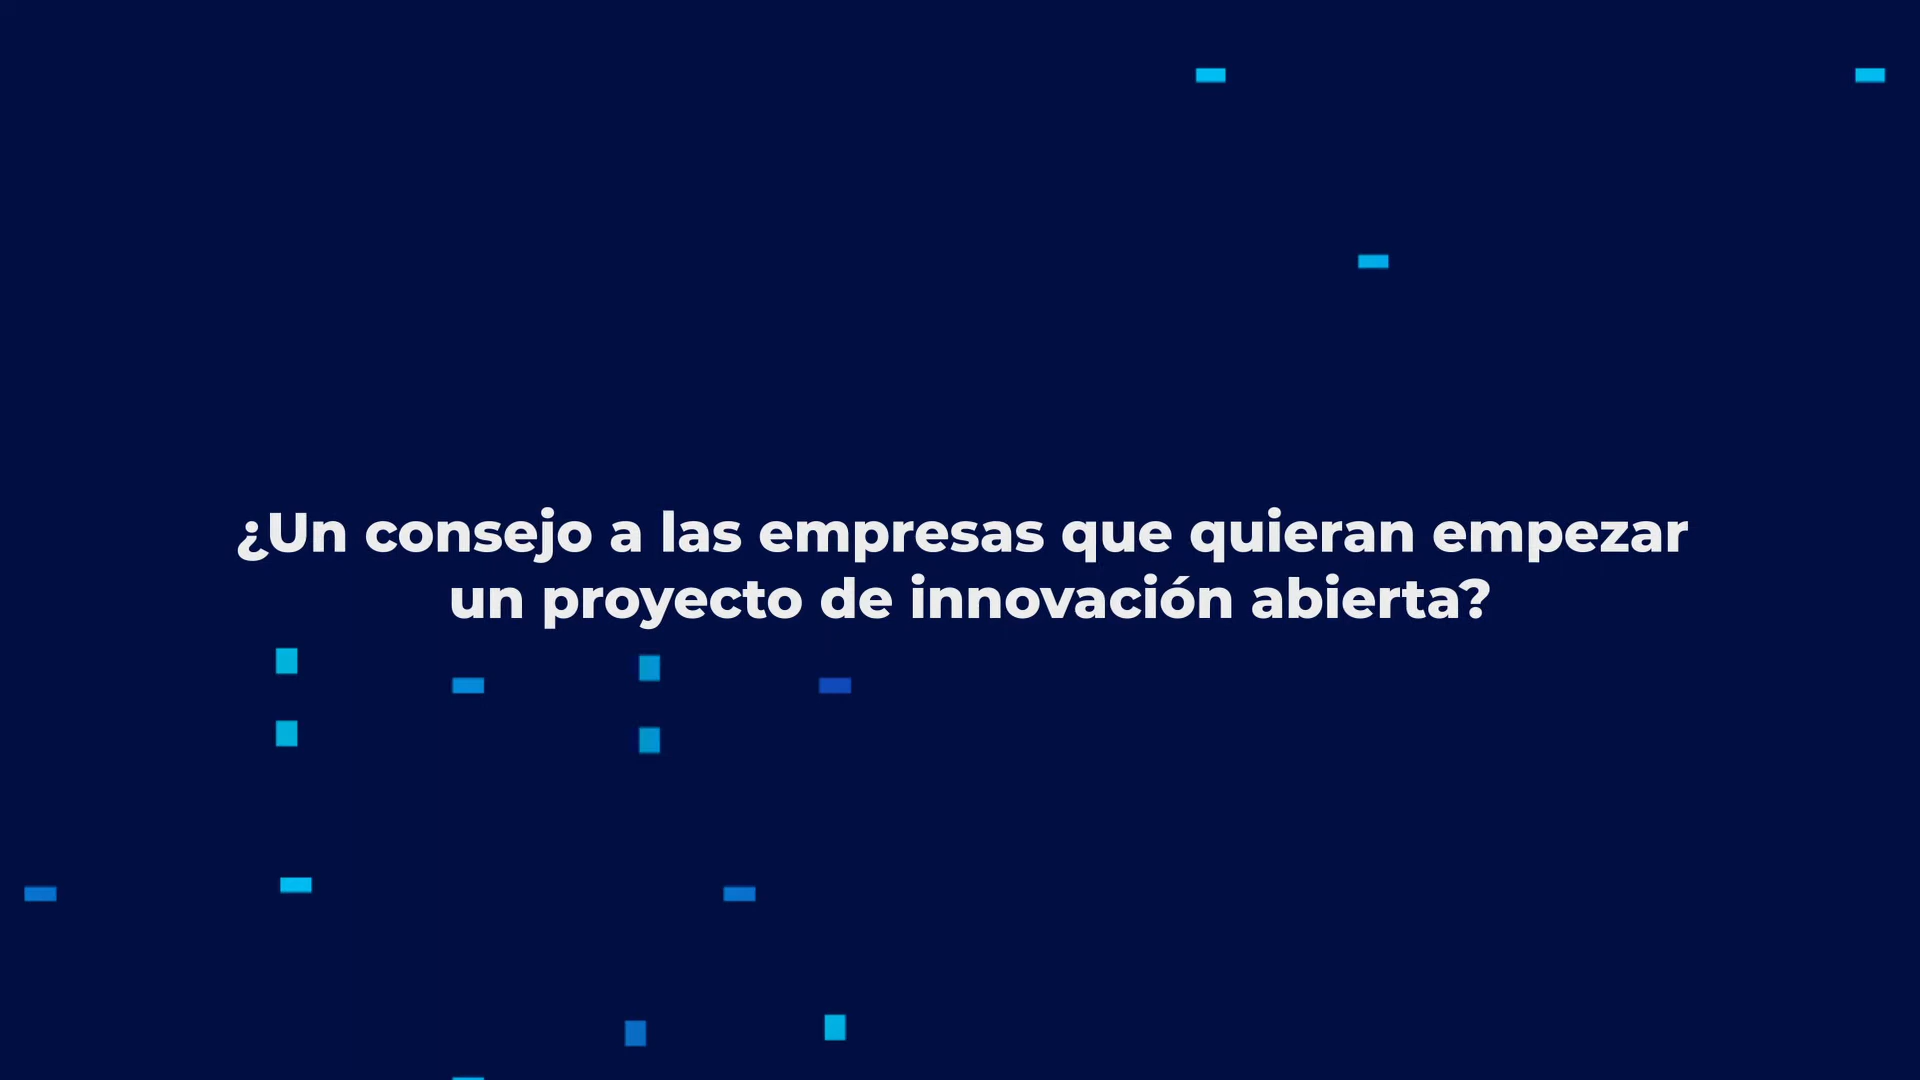 ¿Un consejo a las empresas que quieran empezar
un proyecto de innovación abierta?